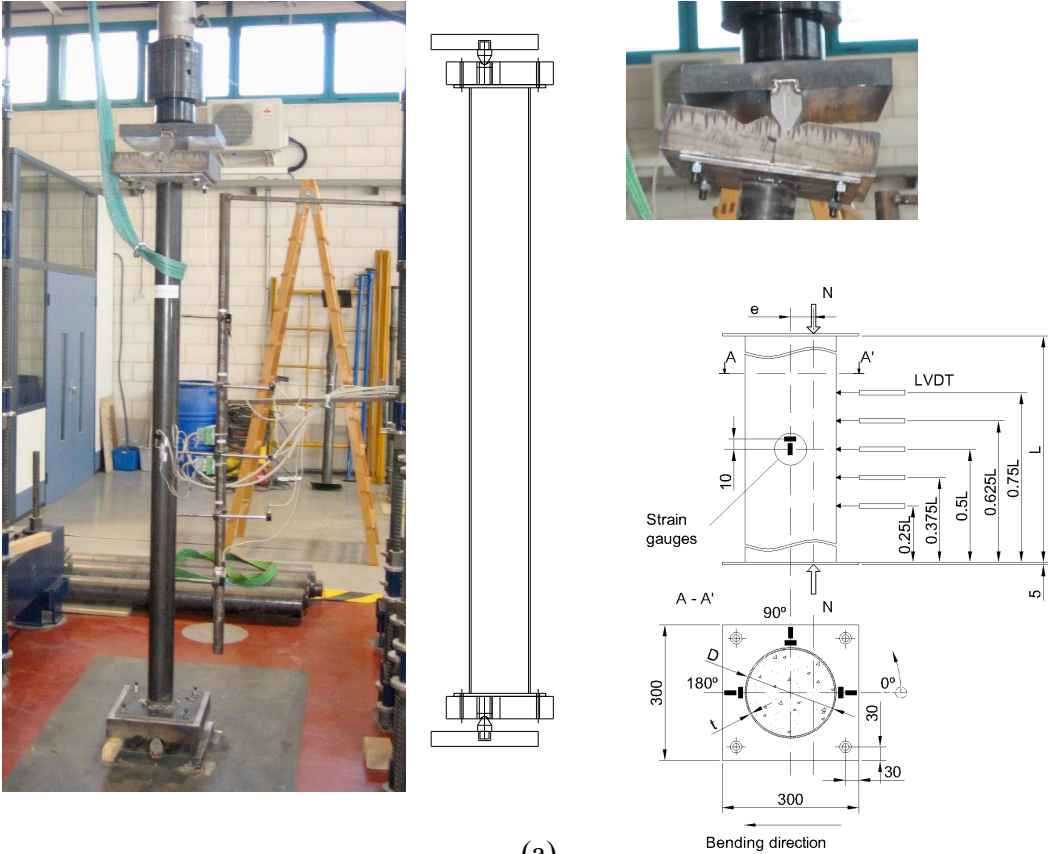 e
N
A
A'
LVDT
10
Strain
gauges
0.25L
0.375L
0.5L
0.625L
0.75L
L
5
N
A - A'
90º
D
180º
0º
300
t
30
30
300
Bending direction
(a)